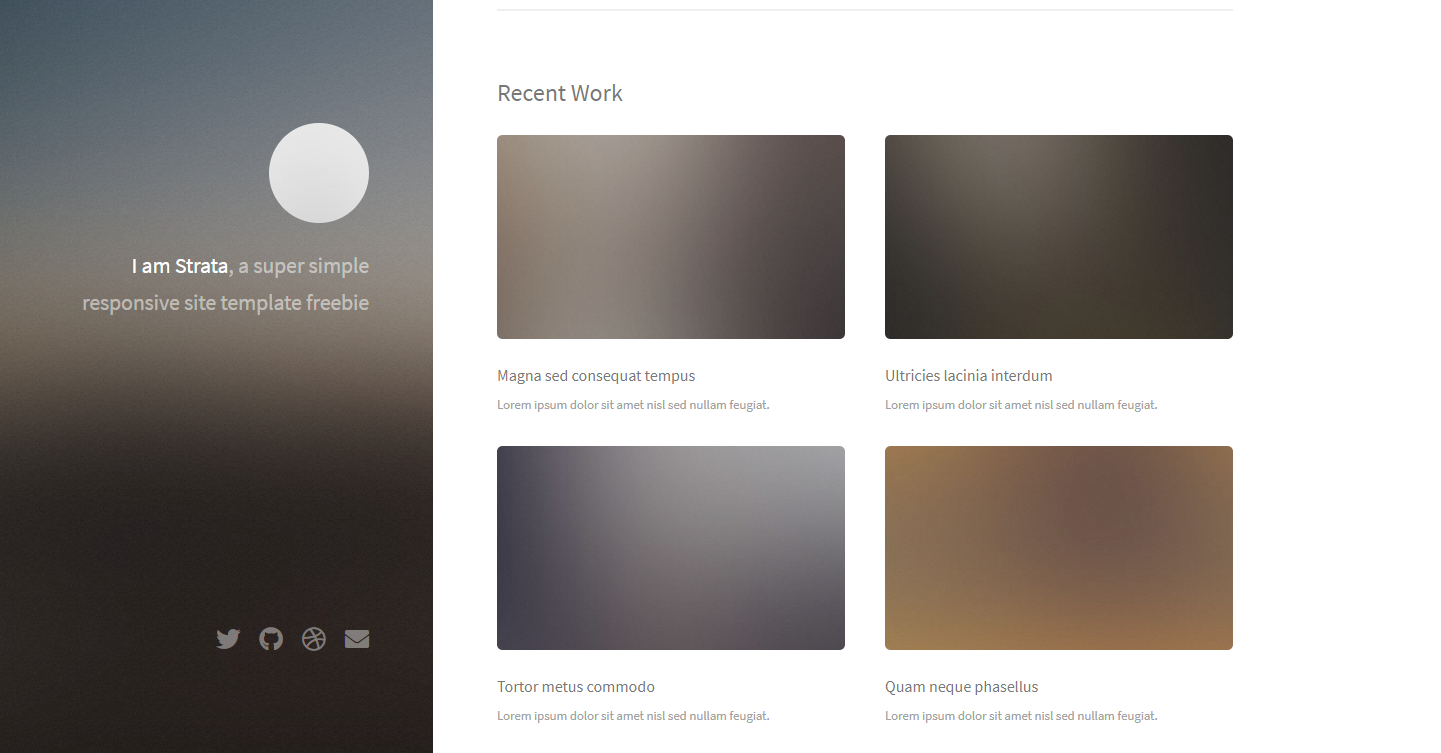 I am Strata, a super simple
responsive site template freebie
Recent Work
Magna sed consequat tempus
Lorem ipsum dolor sit amet nisl sed nullam feugiat.
Ultricies lacinia interdum
Lorem ipsum dolor sit amet nisl sed nullam feugiat.
Tortor metus commodo
Lorem ipsum dolor sit amet nisl sed nullam feugiat.
Quam neque phasellus
Lorem ipsum dolor sit amet nisl sed nullam feugiat.